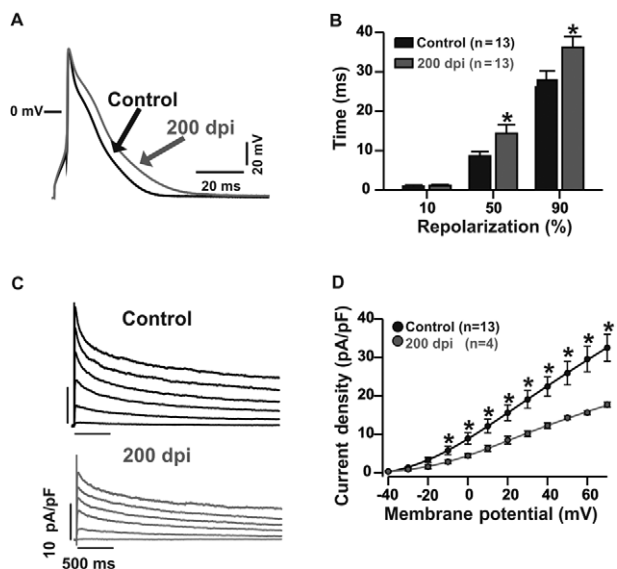 A
0 mV
Control
200 dpi
20 mV
20 ms
B
Time (ms)
40
30
20
10
0
Control (n=13)
200 dpi (n=13)
*
*
10 50 90
Repolarization (%)
C
Control
200 dpi
10 pA/pF
500 ms
D
Current density (pA/pF)
40
30
20
10
0
Control (n=13)
200 dpi (n=4)
* * * * * * * * *
-40 -20 0 20 40 60
Membrane potential (mV)